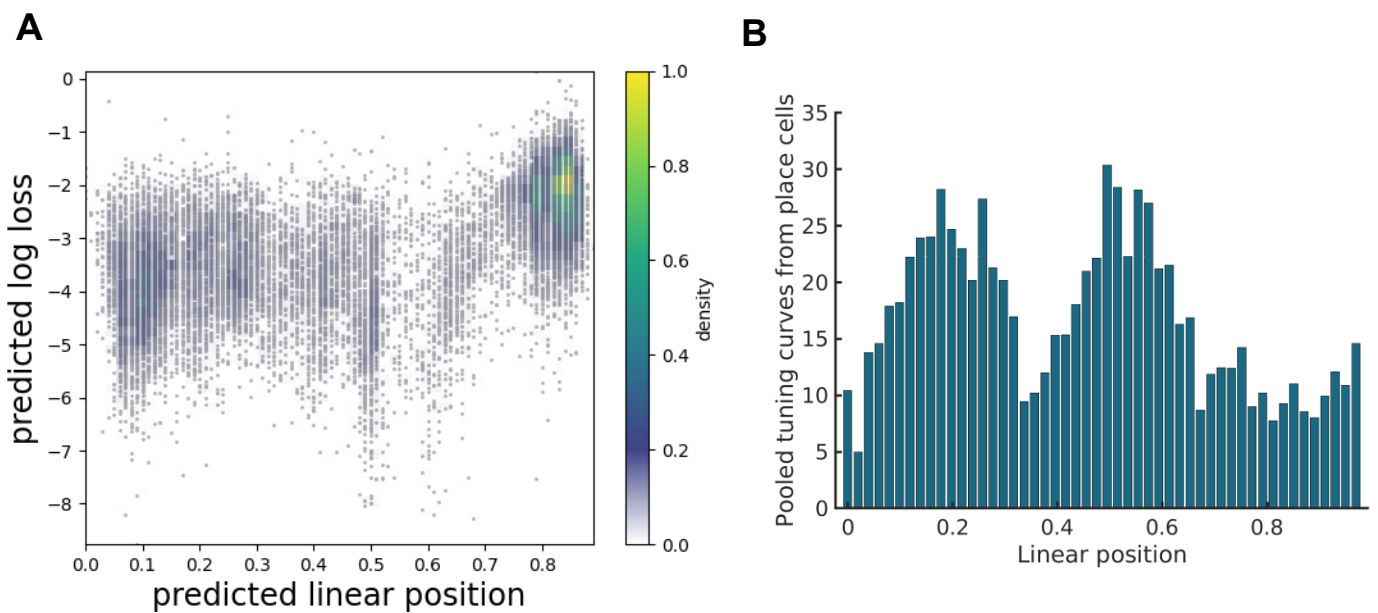 A
predicted log loss
0
−1
−2
−3
−4
−5
−6
−7
−8
0.0 0.1 0.2 0.3 0.4 0.5 0.6 0.7 0.8
predicted linear position
1.0
0.8
0.6
0.4
0.2
0.0
density
B
Pooled tuning curves from place cells
35
30
25
20
15
10
5
0
0 0.2 0.4 0.6 0.8
Linear position